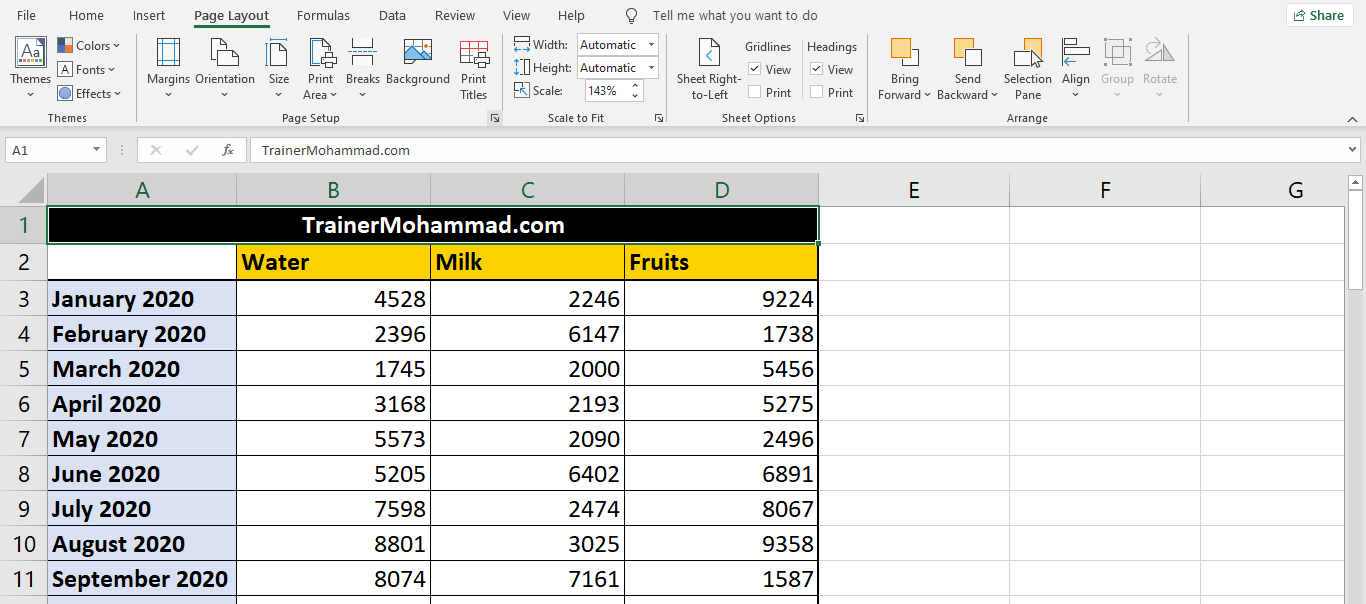 File Home Insert Page Layout Formulas Data Review View Help Tell me what you want to do Share
Colors Width: Automatic Gridlines Headings
Aa A Fonts Height: Automatic View View
Themes Margins Orientation Size Print Breaks Background Print Sheet Right- Bring Send Selection Align Group Rotate
Effects Area Titles Scale: 143% to-Left Print Print Forward Backward Pane
Themes Page Setup Scale to Fit Sheet Options Arrange
A1 fx TrainerMohammad.com
A B C D E F G
1 TrainerMohammad.com
2 Water Milk Fruits
3 January 2020 4528 2246 9224
4 February 2020 2396 6147 1738
5 March 2020 1745 2000 5456
6 April 2020 3168 2193 5275
7 May 2020 5573 2090 2496
8 June 2020 5205 6402 6891
9 July 2020 7598 2474 8067
10 August 2020 8801 3025 9358
11 September 2020 8074 7161 1587